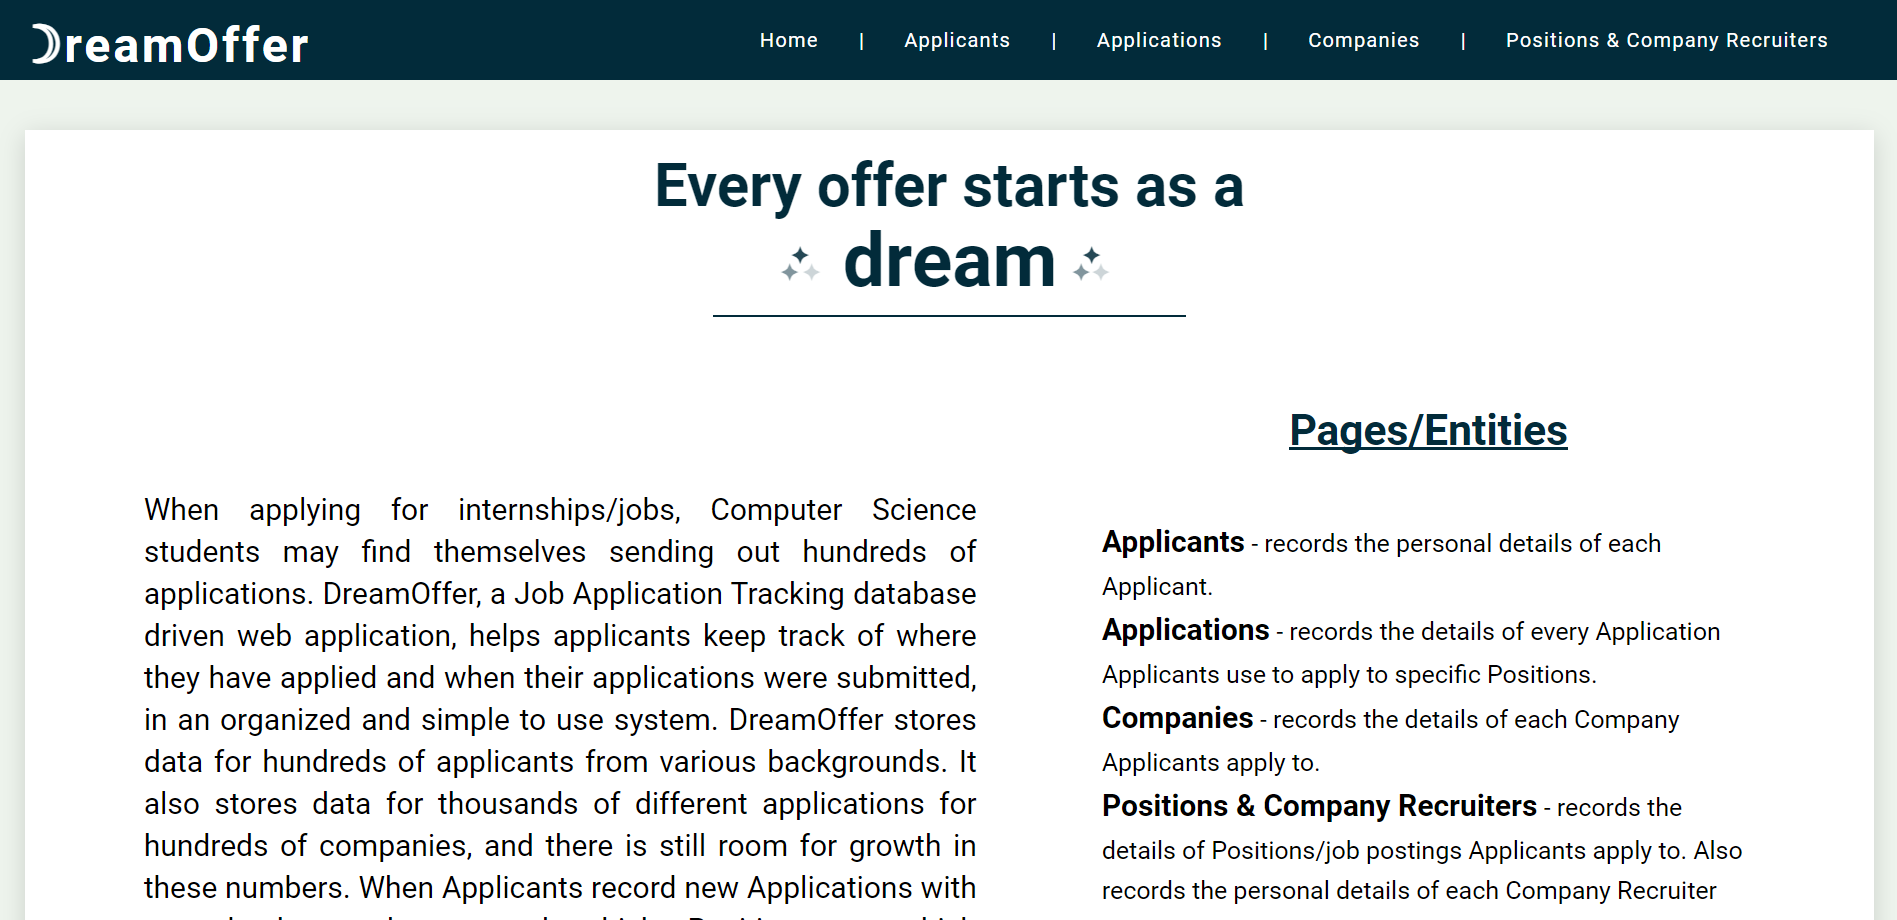 DreamOffer
Home | Applicants | Applications | Companies | Positions & Company Recruiters
Every offer starts as a
dream
When applying for internships/jobs, Computer Science
students may find themselves sending out hundreds of
applications. DreamOffer, a Job Application Tracking database
driven web application, helps applicants keep track of where
they have applied and when their applications were submitted,
in an organized and simple to use system. DreamOffer stores
data for hundreds of applicants from various backgrounds. It
also stores data for thousands of different applications for
hundreds of companies, and there is still room for growth in
these numbers. When Applicants record new Applications with
Pages/Entities
Applicants - records the personal details of each
Applicant.
Applications - records the details of every Application
Applicants use to apply to specific Positions.
Companies - records the details of each Company
Applicants apply to.
Positions & Company Recruiters - records the
details of Positions/job postings Applicants apply to. Also
records the personal details of each Company Recruiter